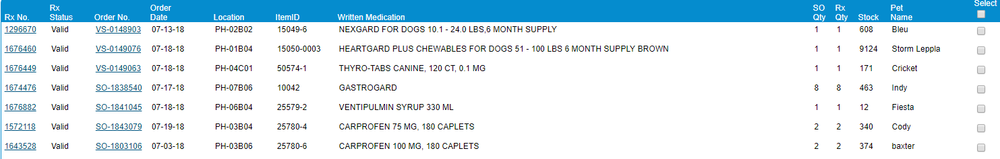 Rx No. Rx Status Order No. Order Date Location ItemID Written Medication SO Qty Rx Qty Stock Pet Name Select
1296670 Valid VS-0148903 07-13-18 PH-02B02 15049-6 NEXGARD FOR DOGS 10.1 - 24.0 LBS,6 MONTH SUPPLY 1 1 608 Bleu
1676460 Valid VS-0149076 07-18-18 PH-01B04 15050-0003 HEARTGARD PLUS CHEWABLES FOR DOGS 51 - 100 LBS 6 MONTH SUPPLY BROWN 1 1 9124 Storm Leppla
1676449 Valid VS-0149063 07-18-18 PH-04C01 50574-1 THYRO-TABS CANINE, 120 CT, 0.1 MG 1 1 171 Cricket
1674476 Valid SO-1838540 07-17-18 PH-07B06 10042 GASTROGARD 8 8 463 Indy
1676882 Valid SO-1841045 07-18-18 PH-06B04 25579-2 VENTIPULMIN SYRUP 330 ML 1 1 12 Fiesta
1572118 Valid SO-1843079 07-19-18 PH-03B04 25780-4 CARPROFEN 75 MG, 180 CAPLETS 2 2 340 Cody
1643528 Valid SO-1803106 07-03-18 PH-03B06 25780-6 CARPROFEN 100 MG, 180 CAPLETS 2 2 374 baxter